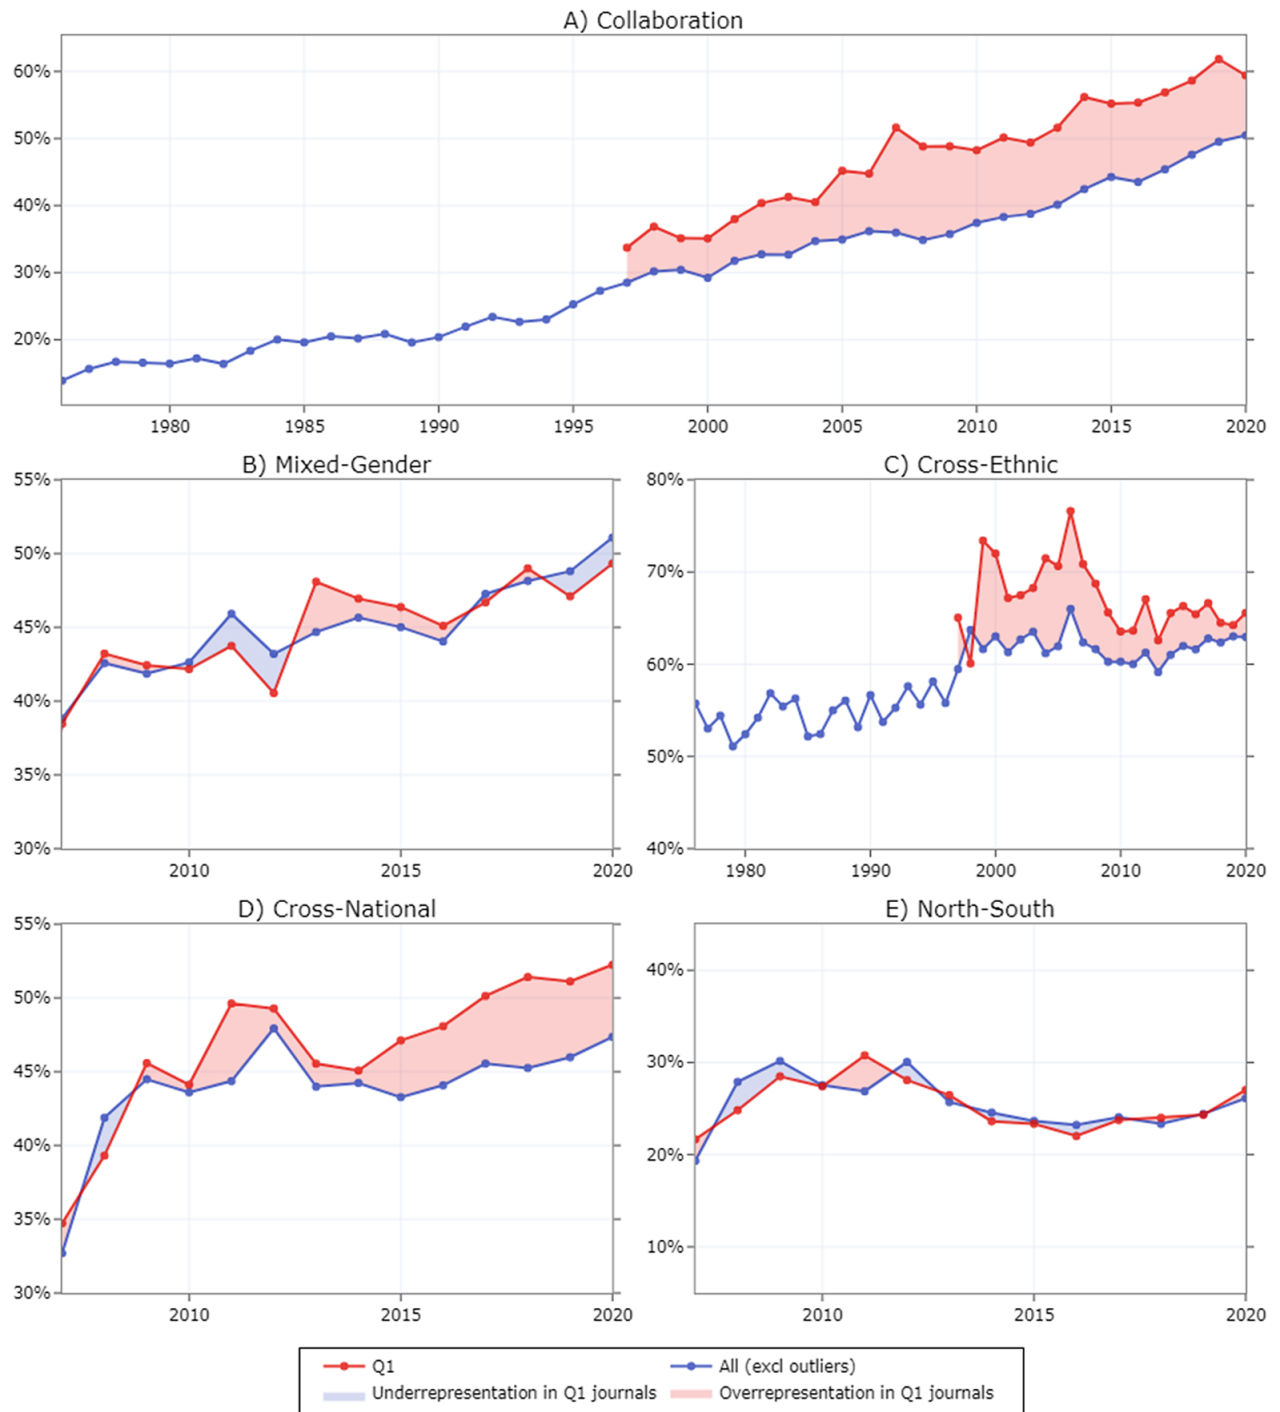 A) Collaboration
60%
50%
40%
30%
20%
1980 1985 1990 1995 2000 2005 2010 2015 2020
B) Mixed-Gender
55%
50%
45%
40%
35%
30%
2010 2015 2020
C) Cross-Ethnic
80%
70%
60%
50%
40%
1980 1990 2000 2010 2020
D) Cross-National
55%
50%
45%
40%
35%
30%
2010 2015 2020
E) North-South
40%
30%
20%
10%
2010 2015 2020
Q1 All (excl outliers)
Underrepresentation in Q1 journals Overrepresentation in Q1 journals